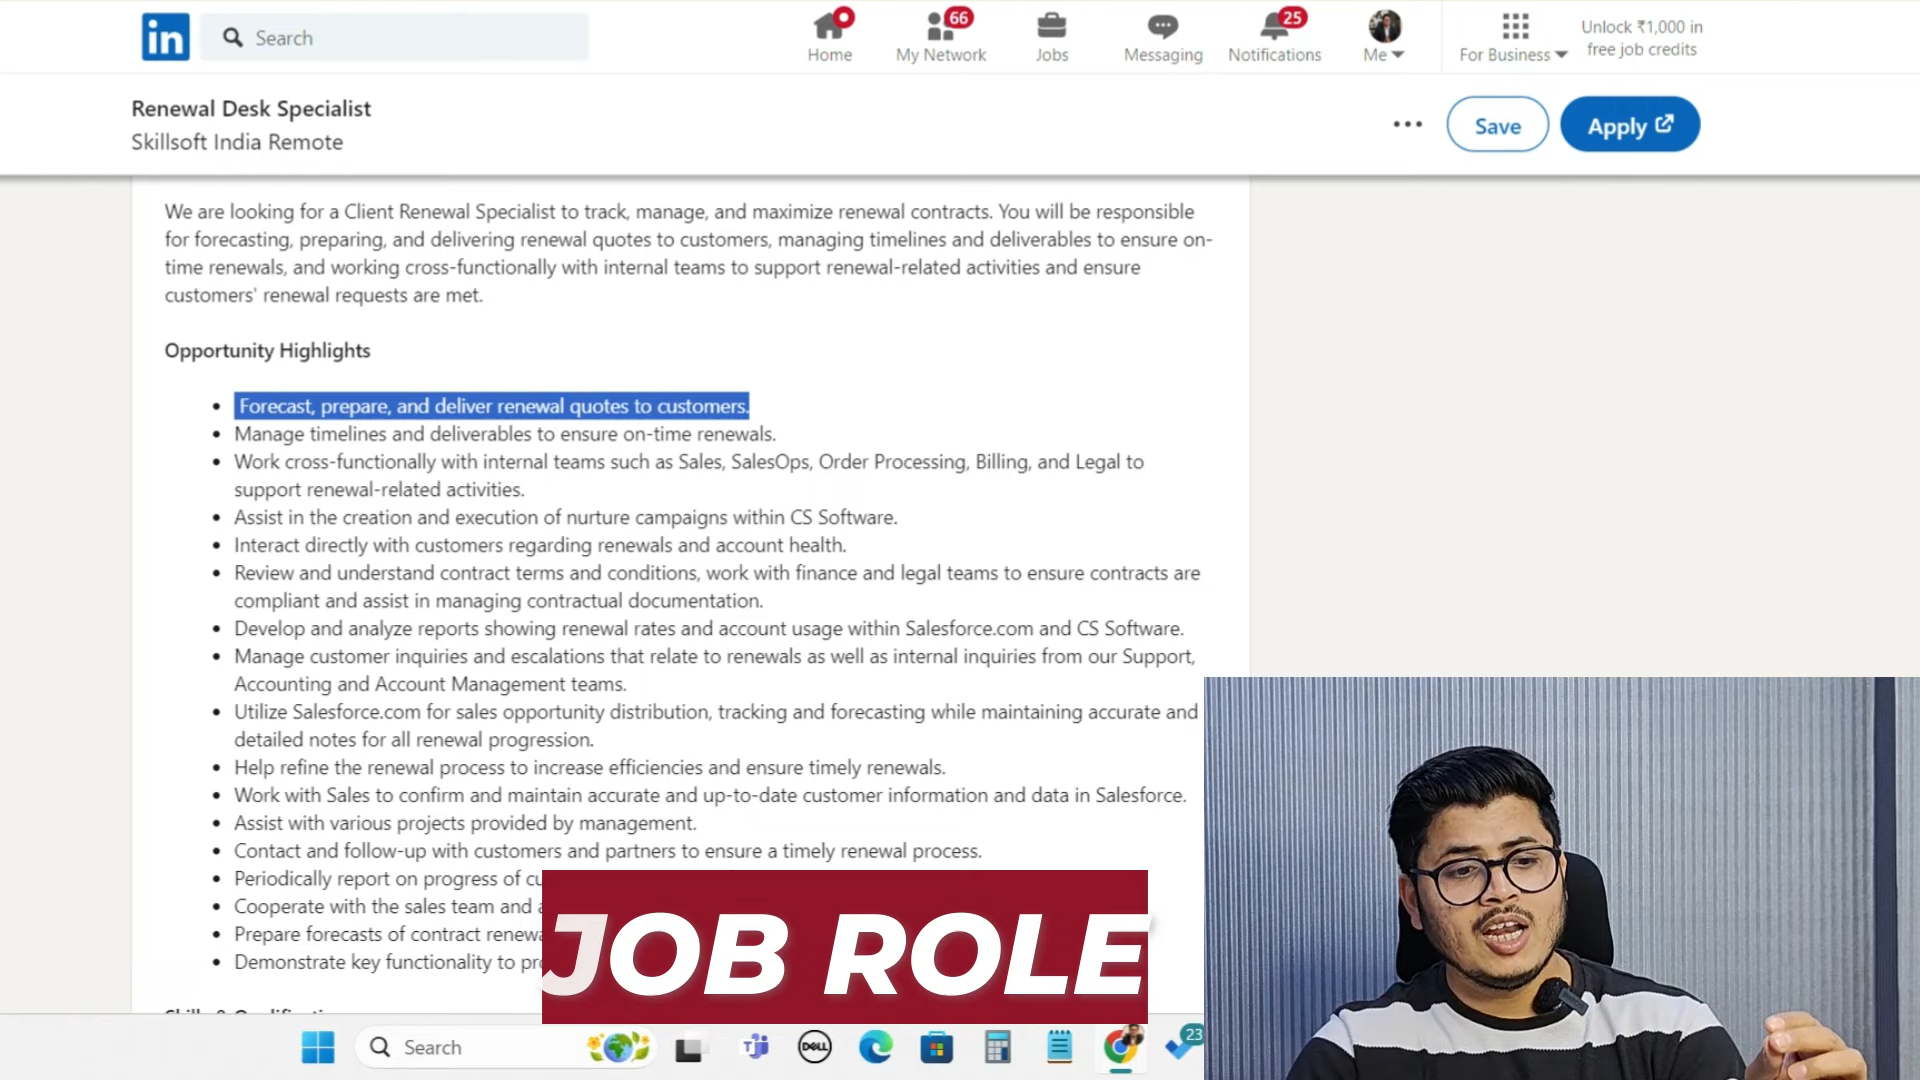 in
Search
Home
66
My Network
Jobs
Messaging
25
Notifications
Me
For Business
Unlock ₹1,000 in
free job credits
Renewal Desk Specialist
Skillsoft India Remote
Save
Apply
We are looking for a Client Renewal Specialist to track, manage, and maximize renewal contracts. You will be responsible
for forecasting, preparing, and delivering renewal quotes to customers, managing timelines and deliverables to ensure on-
time renewals, and working cross-functionally with internal teams to support renewal-related activities and ensure
customers' renewal requests are met.
Opportunity Highlights
• Forecast, prepare, and deliver renewal quotes to customers.
• Manage timelines and deliverables to ensure on-time renewals.
• Work cross-functionally with internal teams such as Sales, SalesOps, Order Processing, Billing, and Legal to
support renewal-related activities.
• Assist in the creation and execution of nurture campaigns within CS Software.
• Interact directly with customers regarding renewals and account health.
• Review and understand contract terms and conditions, work with finance and legal teams to ensure contracts are
compliant and assist in managing contractual documentation.
• Develop and analyze reports showing renewal rates and account usage within Salesforce.com and CS Software.
• Manage customer inquiries and escalations that relate to renewals as well as internal inquiries from our Support,
Accounting and Account Management teams.
• Utilize Salesforce.com for sales opportunity distribution, tracking and forecasting while maintaining accurate and
detailed notes for all renewal progression.
• Help refine the renewal process to increase efficiencies and ensure timely renewals.
• Work with Sales to confirm and maintain accurate and up-to-date customer information and data in Salesforce.
• Assist with various projects provided by management.
• Contact and follow-up with customers and partners to ensure a timely renewal process.
• Periodically report on progress of
• Cooperate with the sales team and
• Prepare forecasts of contract
• Demonstrate key functionality to
JOB ROLE
Search
DELL
23